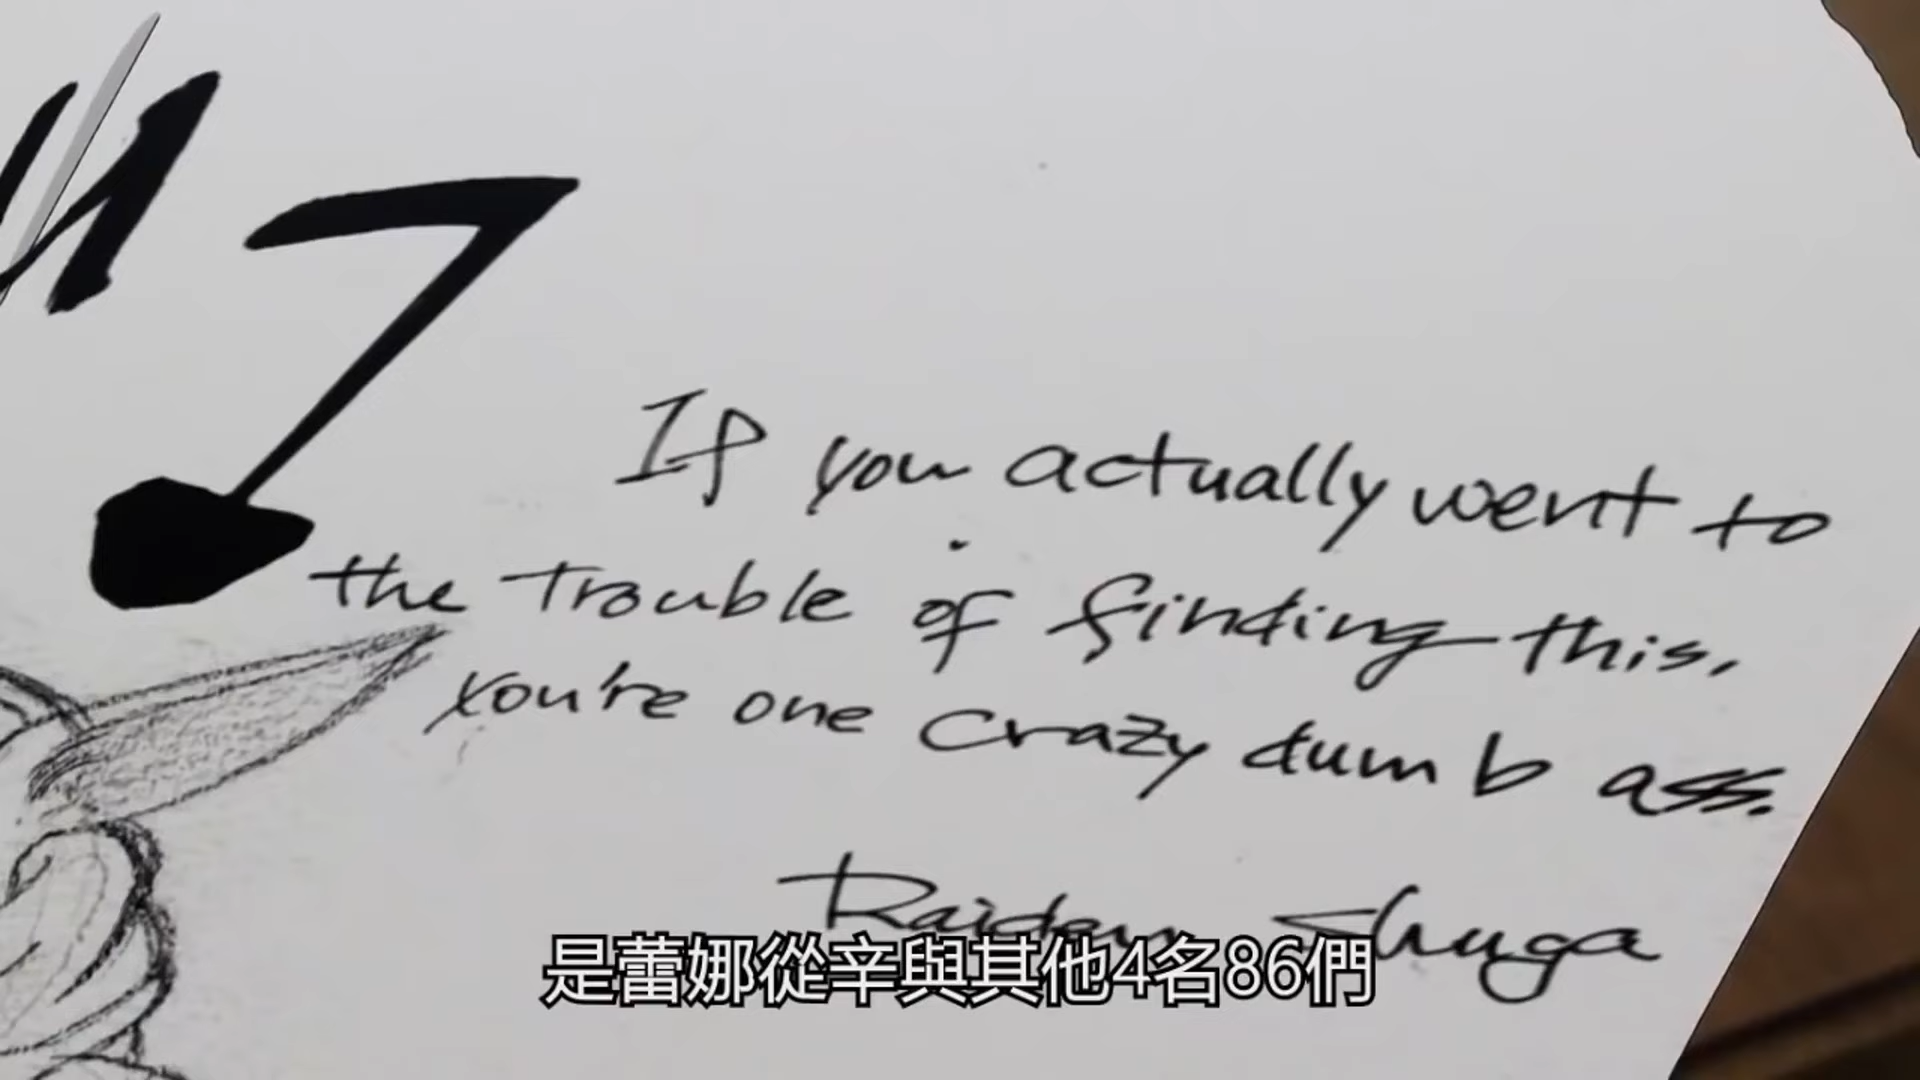 If you actually went to
the trouble of finding this,
you're one crazy dumb ass.
Raiden Shuga
是蕾娜從辛與其他4名86們